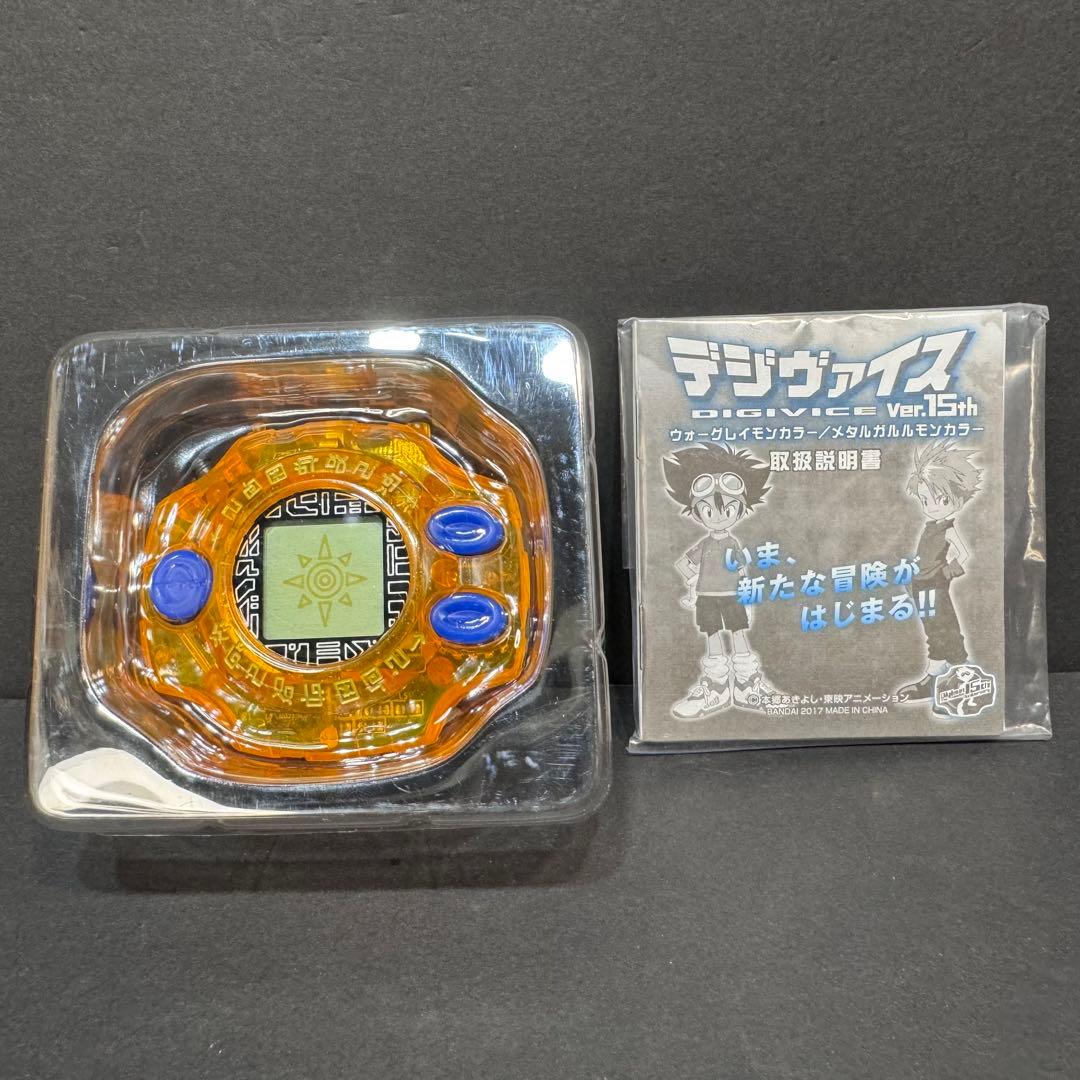 デジヴァイス
DIGIVICE Ver.15th
ウォーグレイモンカラー/メタルガルルモンカラー
取扱説明書
いま、
新たな冒険が
はじまる!!
©本郷あきよし・東映アニメーション
BANDAI 2017 MADE IN CHINA